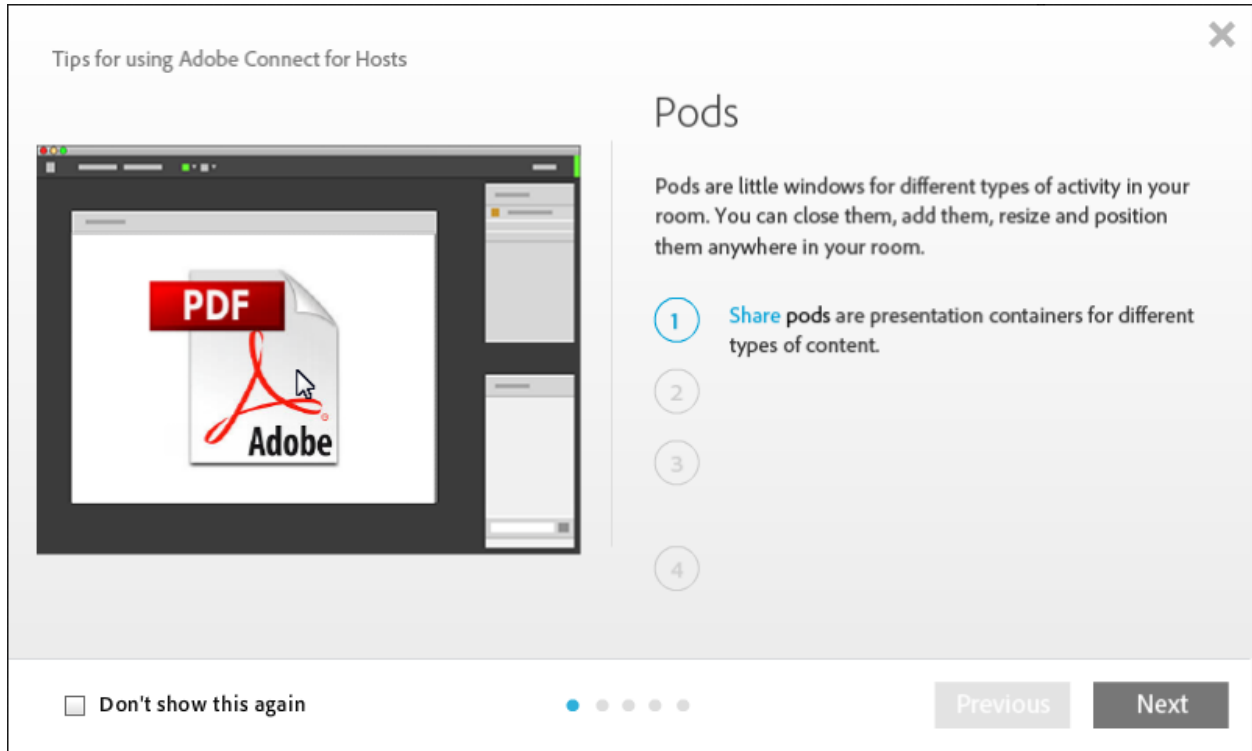 Tips for using Adobe Connect for Hosts
PDF
Adobe
Pods
Pods are little windows for different types of activity in your
room. You can close them, add them, resize and position
them anywhere in your room.
1 Share pods are presentation containers for different
types of content.
2
3
4
Don't show this again
Previous
Next